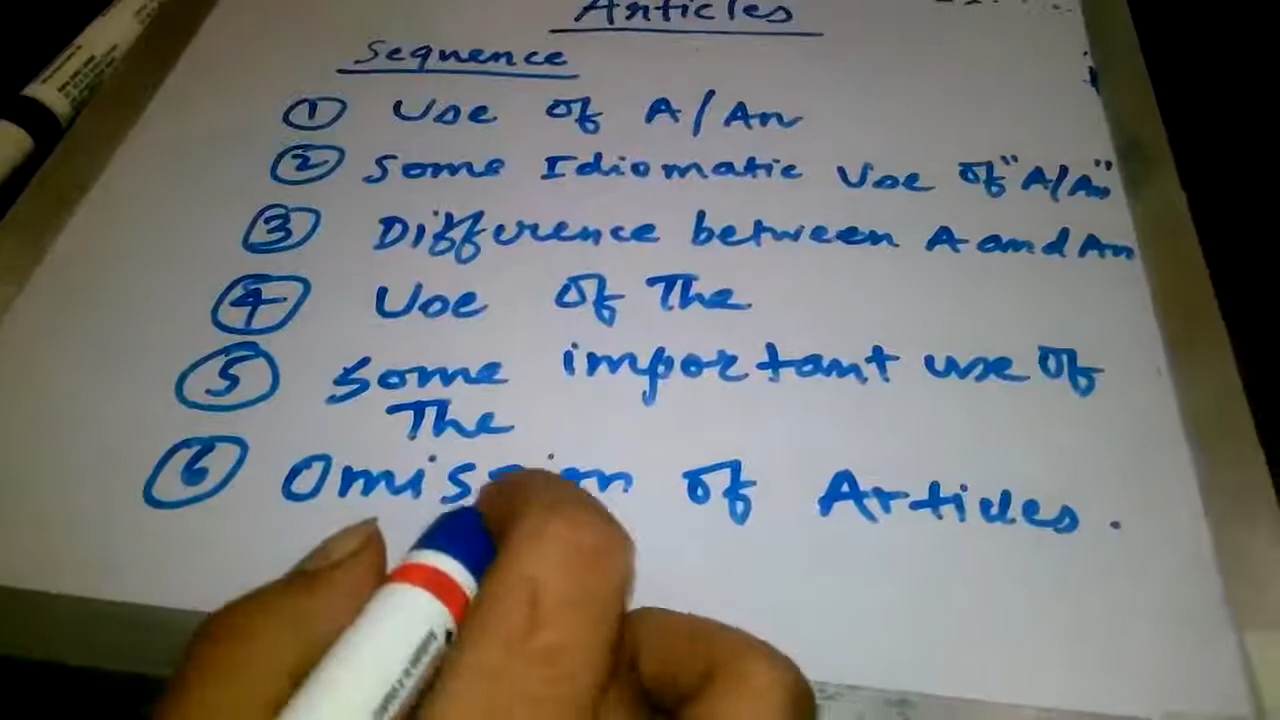 Articles
Sequence
① Use of A/An
② Some Idiomatic Use of "A/An"
③ Difference between A and An
④ Use of The
⑤ Some important use of
The
⑥ Omission of Articles.